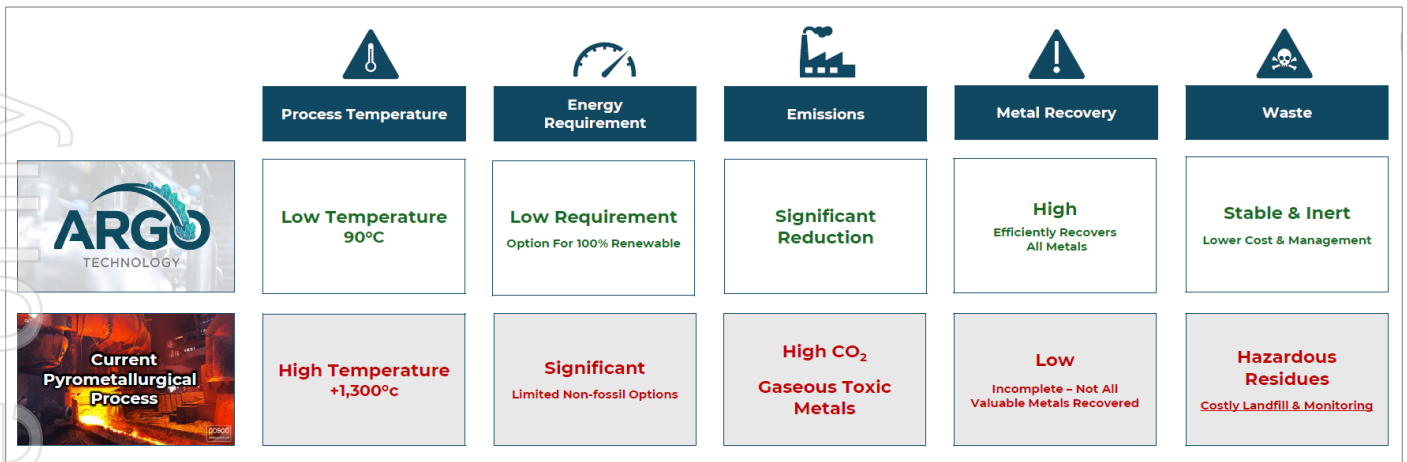 Process Temperature
Energy
Requirement
Emissions
Metal Recovery
Waste
ARGO
TECHNOLOGY
Low Temperature
90ºC
Low Requirement
Option For 100% Renewable
Significant
Reduction
High
Efficiently Recovers
All Metals
Stable & Inert
Lower Cost & Management
Current
Pyrometallurgical
Process
posco
High Temperature
+1,300ºc
Significant
Limited Non-fossil Options
High CO₂
Gaseous Toxic
Metals
Low
Incomplete – Not All
Valuable Metals Recovered
Hazardous
Residues
Costly Landfill & Monitoring